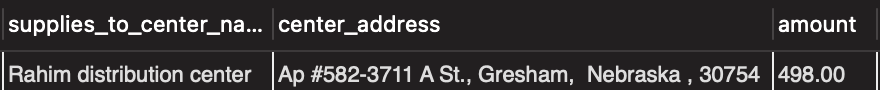 supplies_to_center_na... center_address amount
Rahim distribution center Ap #582-3711 A St., Gresham,  Nebraska , 30754 498.00